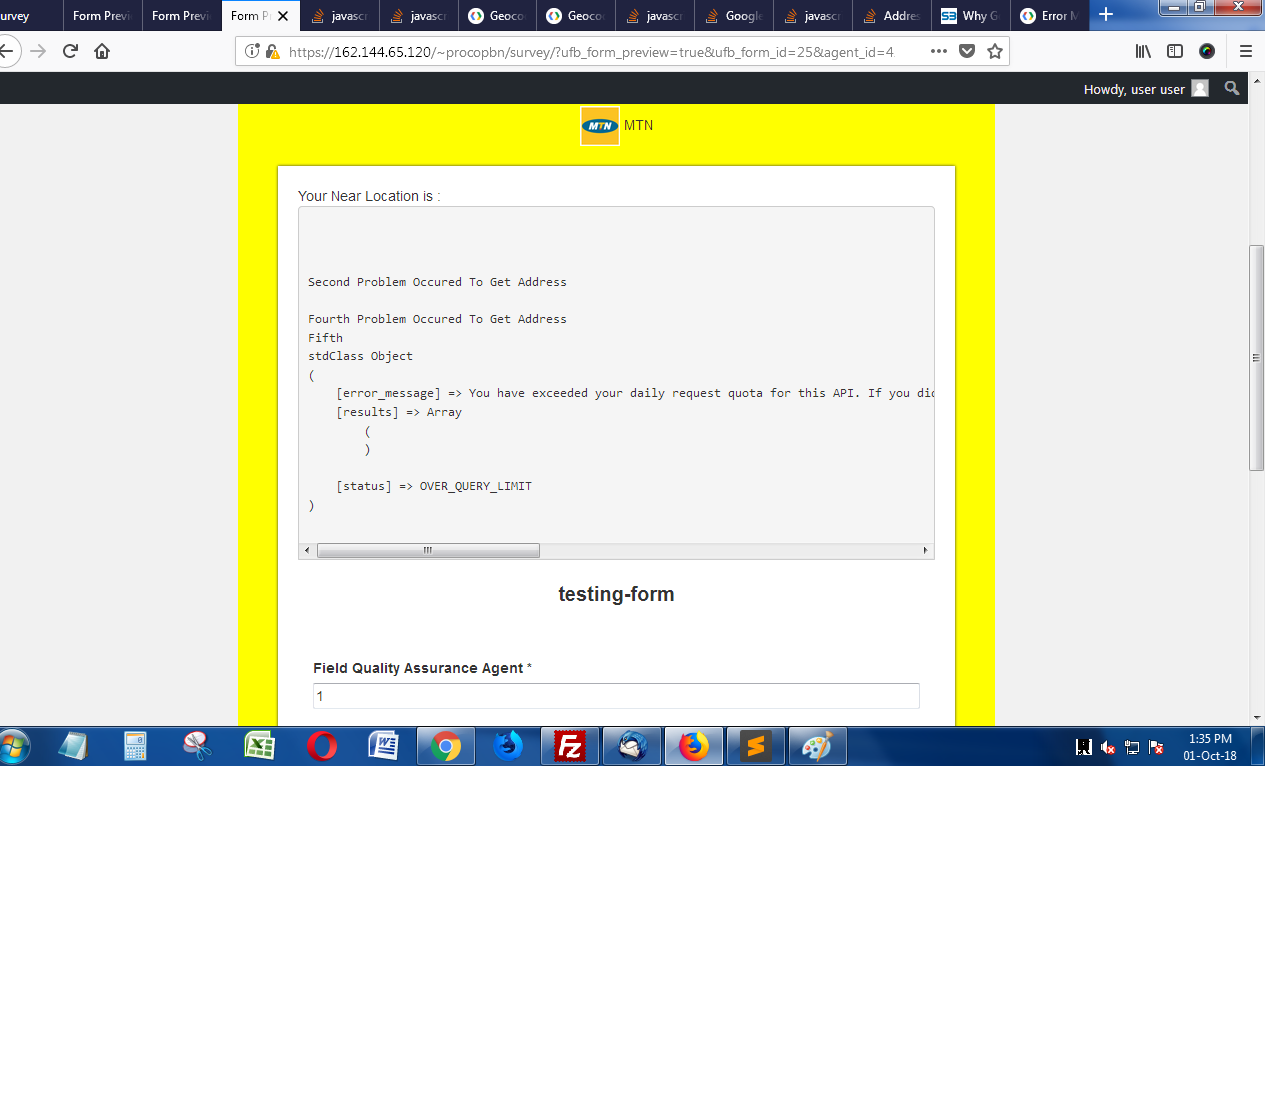 urvey
Form Previ
Form Previ
Form P
javascr
javascr
Geoco
Geoco
javascr
Google
javascr
Addres
S3 Why G
Error M
https://162.144.65.120/~procopbn/survey/?ufb_form_preview=true&ufb_form_id=25&agent_id=4
Howdy, user user
MTN MTN
Your Near Location is :
Second Problem Occured To Get Address
Fourth Problem Occured To Get Address
Fifth
stdClass Object
(
[error_message] => You have exceeded your daily request quota for this API. If you did
[results] => Array
(
)
[status] => OVER_QUERY_LIMIT
)
testing-form
Field Quality Assurance Agent *
1
1:35 PM
01-Oct-18